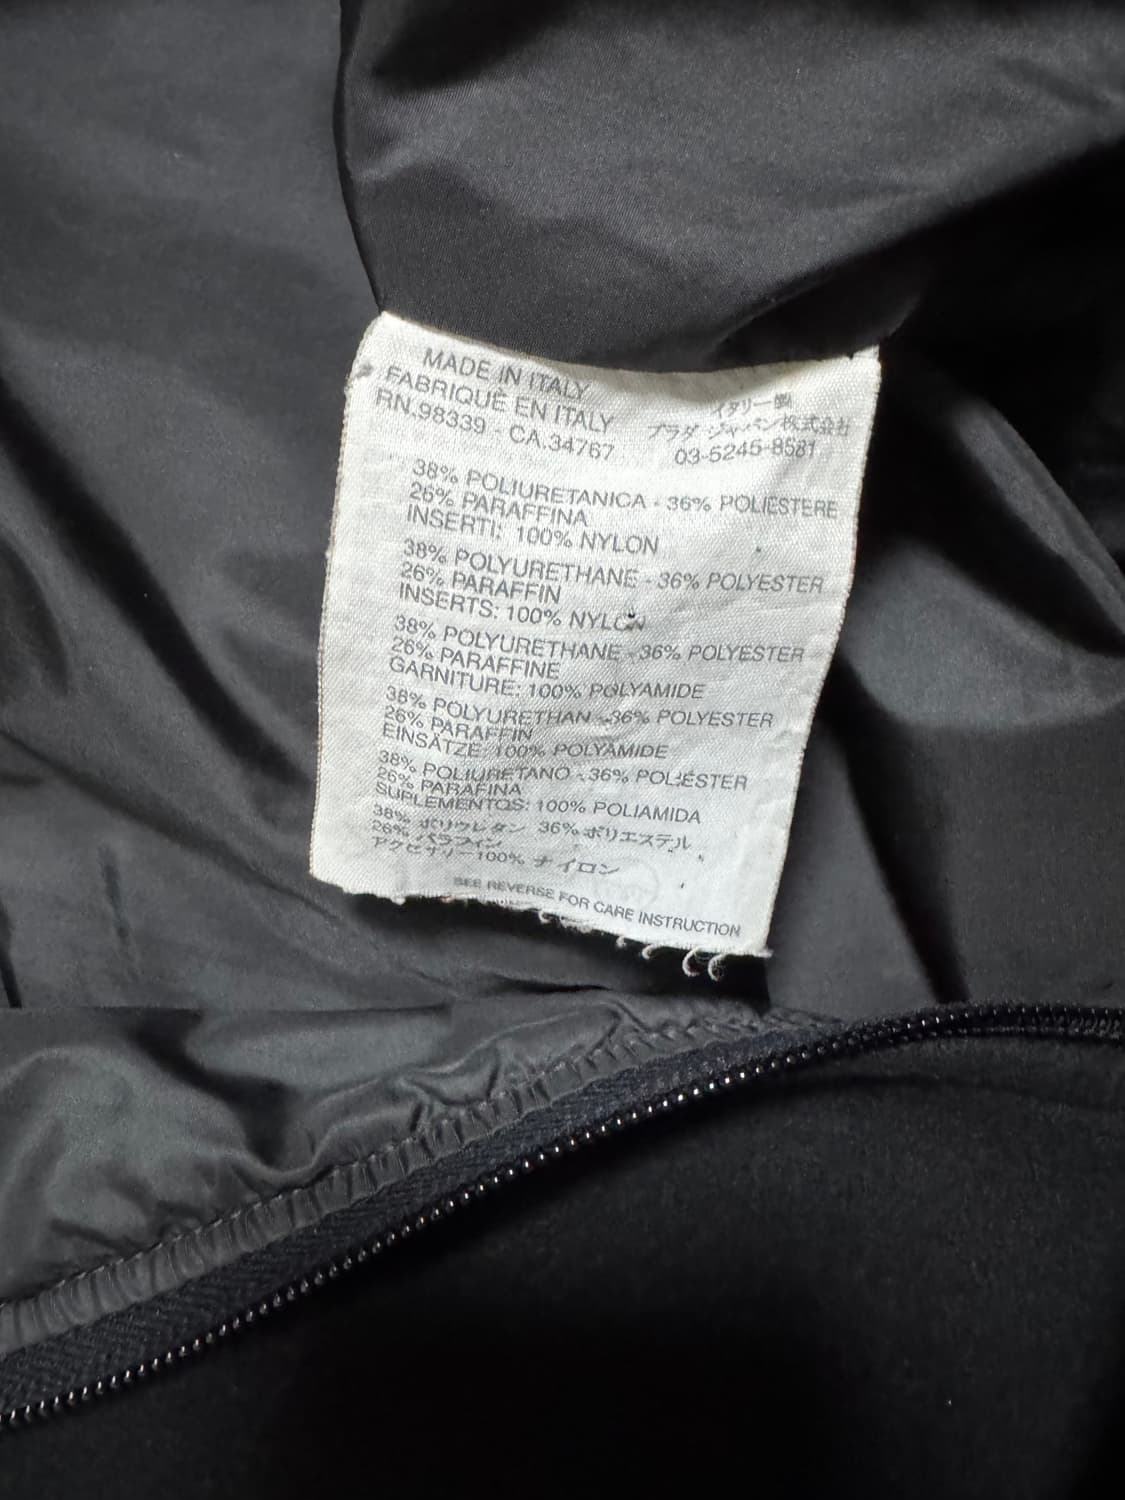 MADE IN ITALY
FABRIQUÉ EN ITALY
RN.98339 - CA.34767
イタリー製
プラダ ジャパン株式会社
03-5245-8581
38% POLIURETANICA - 36% POLIESTERE
26% PARAFFINA
INSERTI: 100% NYLON
38% POLYURETHANE - 36% POLYESTER
26% PARAFFIN
INSERTS: 100% NYLON
38% POLYURETHANE - 36% POLYESTER
26% PARAFFINE
GARNITURE: 100% POLYAMIDE
38% POLYURETHAN - 36% POLYESTER
26% PARAFFIN
EINSÄTZE: 100% POLYAMIDE
38% POLIURETANO - 36% POLIÉSTER
26% PARAFINA
SUPLEMENTOS: 100% POLIAMIDA
38% ポリウレタン 36% ポリエステル
26% パラフィン
アクセサリー100% ナイロン
SEE REVERSE FOR CARE INSTRUCTION